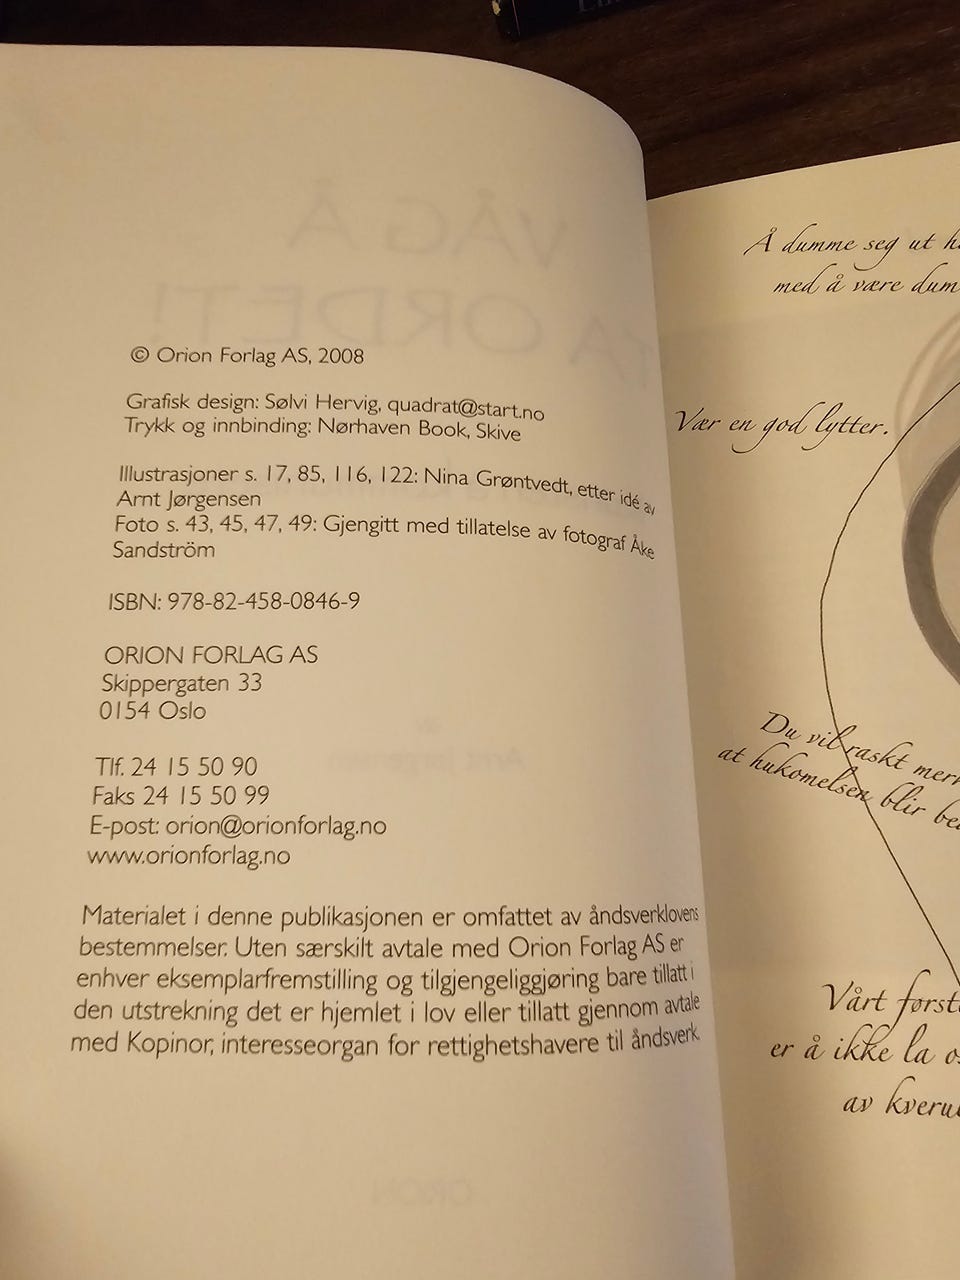 © Orion Forlag AS, 2008
Grafisk design: Sølvi Hervig, quadrat@start.no
Trykk og innbinding: Nørhaven Book, Skive
Illustrasjoner s. 17, 85, 116, 122: Nina Grøntvedt, etter idé av
Arnt Jørgensen
Foto s. 43, 45, 47, 49: Gjengitt med tillatelse av fotograf Åke
Sandström
ISBN: 978-82-458-0846-9
ORION FORLAG AS
Skippergaten 33
0154 Oslo
Tlf. 24 15 50 90
Faks 24 15 50 99
E-post: orion@orionforlag.no
www.orionforlag.no
Materialet i denne publikasjonen er omfattet av åndsverklovens
bestemmelser. Uten særskilt avtale med Orion Forlag AS er
enhver eksemplarfremstilling og tilgjengeliggjøring bare tillatt i
den utstrekning det er hjemlet i lov eller tillatt gjennom avtale
med Kopinor, interesseorgan for rettighetshavere til åndsverk.
Å dumme seg ut
med å være dum
Vær en god lytter.
Du vil raskt
at hukomelsen blir
Vårt
er å ikke la
av